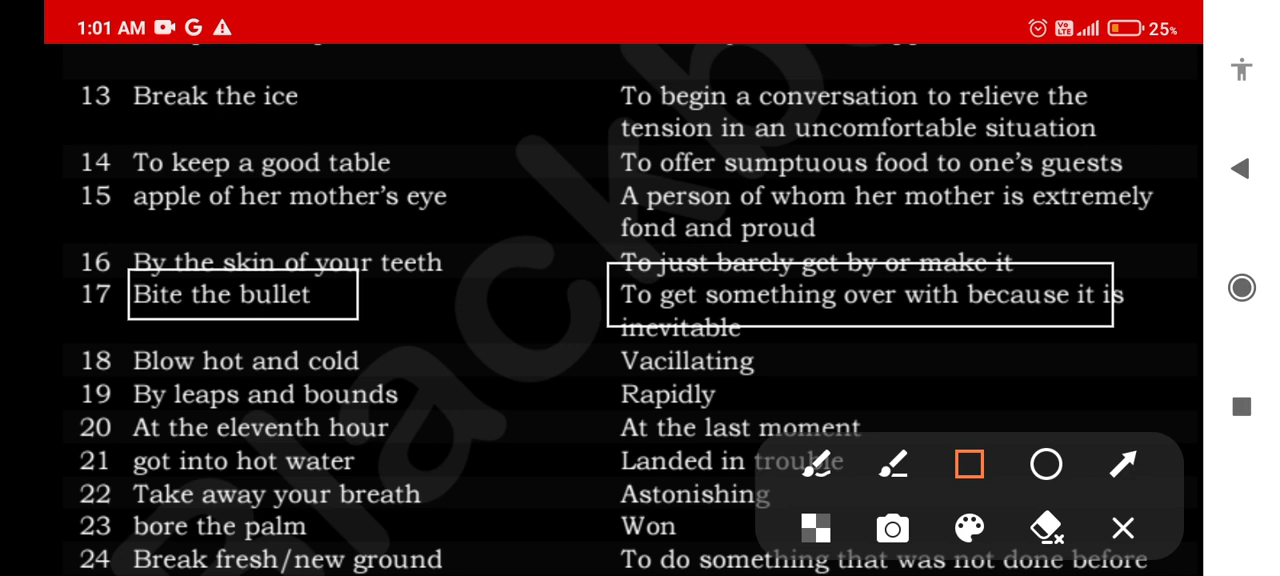 1:01 AM G 25%
13 Break the ice To begin a conversation to relieve the
tension in an uncomfortable situation
14 To keep a good table To offer sumptuous food to one's guests
15 apple of her mother's eye A person of whom her mother is extremely
fond and proud
16 By the skin of your teeth To just barely get by or make it
17 Bite the bullet To get something over with because it is
inevitable
18 Blow hot and cold Vacillating
19 By leaps and bounds Rapidly
20 At the eleventh hour At the last moment
21 got into hot water Landed in trouble
22 Take away your breath Astonishing
23 bore the palm Won
24 Break fresh/new ground To do something that was not done before